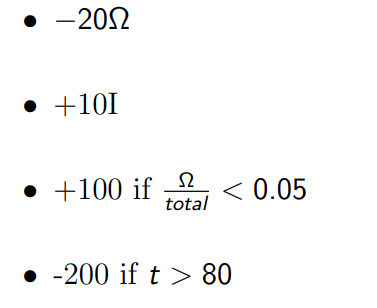 • −20Ω
• +10I
• +100 if Ω/total < 0.05
• -200 if t > 80